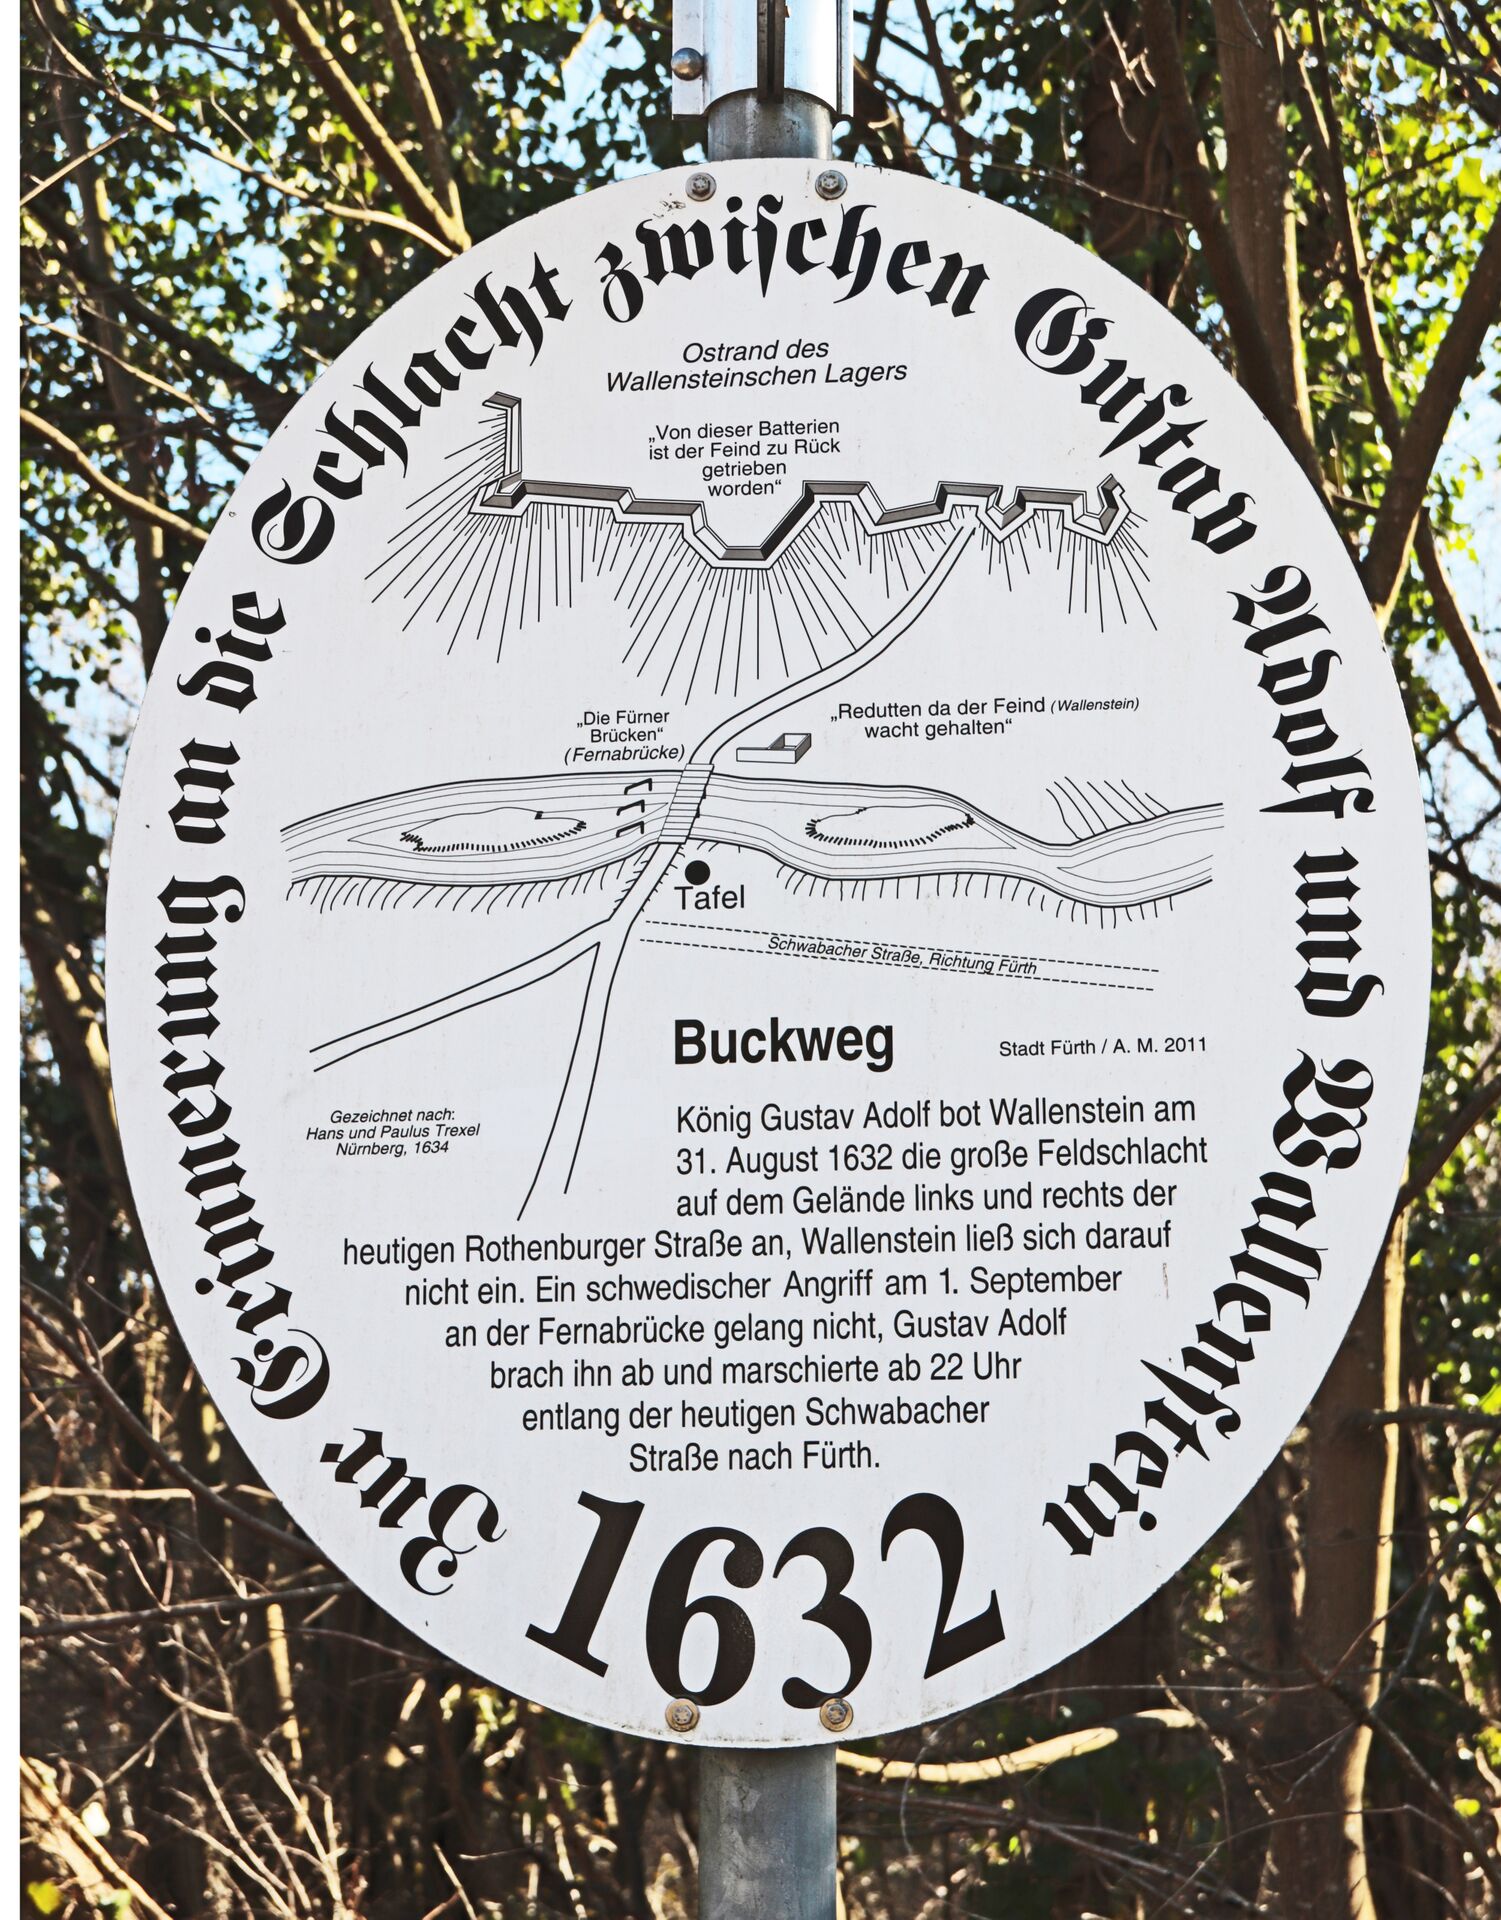 Zur Erinnerung an die Schlacht zwischen Gustav Adolf und Wallenstein
Ostrand des
Wallensteinschen Lagers
„Von dieser Batterien
ist der Feind zu Rück
getrieben
worden“
„Die Fürner
Brücken“
(Fernabrücke)
„Redutten da der Feind (Wallenstein)
wacht gehalten“
Tafel
Schwabacher Straße, Richtung Fürth
Buckweg
Stadt Fürth / A. M. 2011
Gezeichnet nach:
Hans und Paulus Trexel
Nürnberg, 1634
König Gustav Adolf bot Wallenstein am
31. August 1632 die große Feldschlacht
auf dem Gelände links und rechts der
heutigen Rothenburger Straße an, Wallenstein ließ sich darauf
nicht ein. Ein schwedischer Angriff am 1. September
an der Fernabrücke gelang nicht, Gustav Adolf
brach ihn ab und marschierte ab 22 Uhr
entlang der heutigen Schwabacher
Straße nach Fürth.
1632